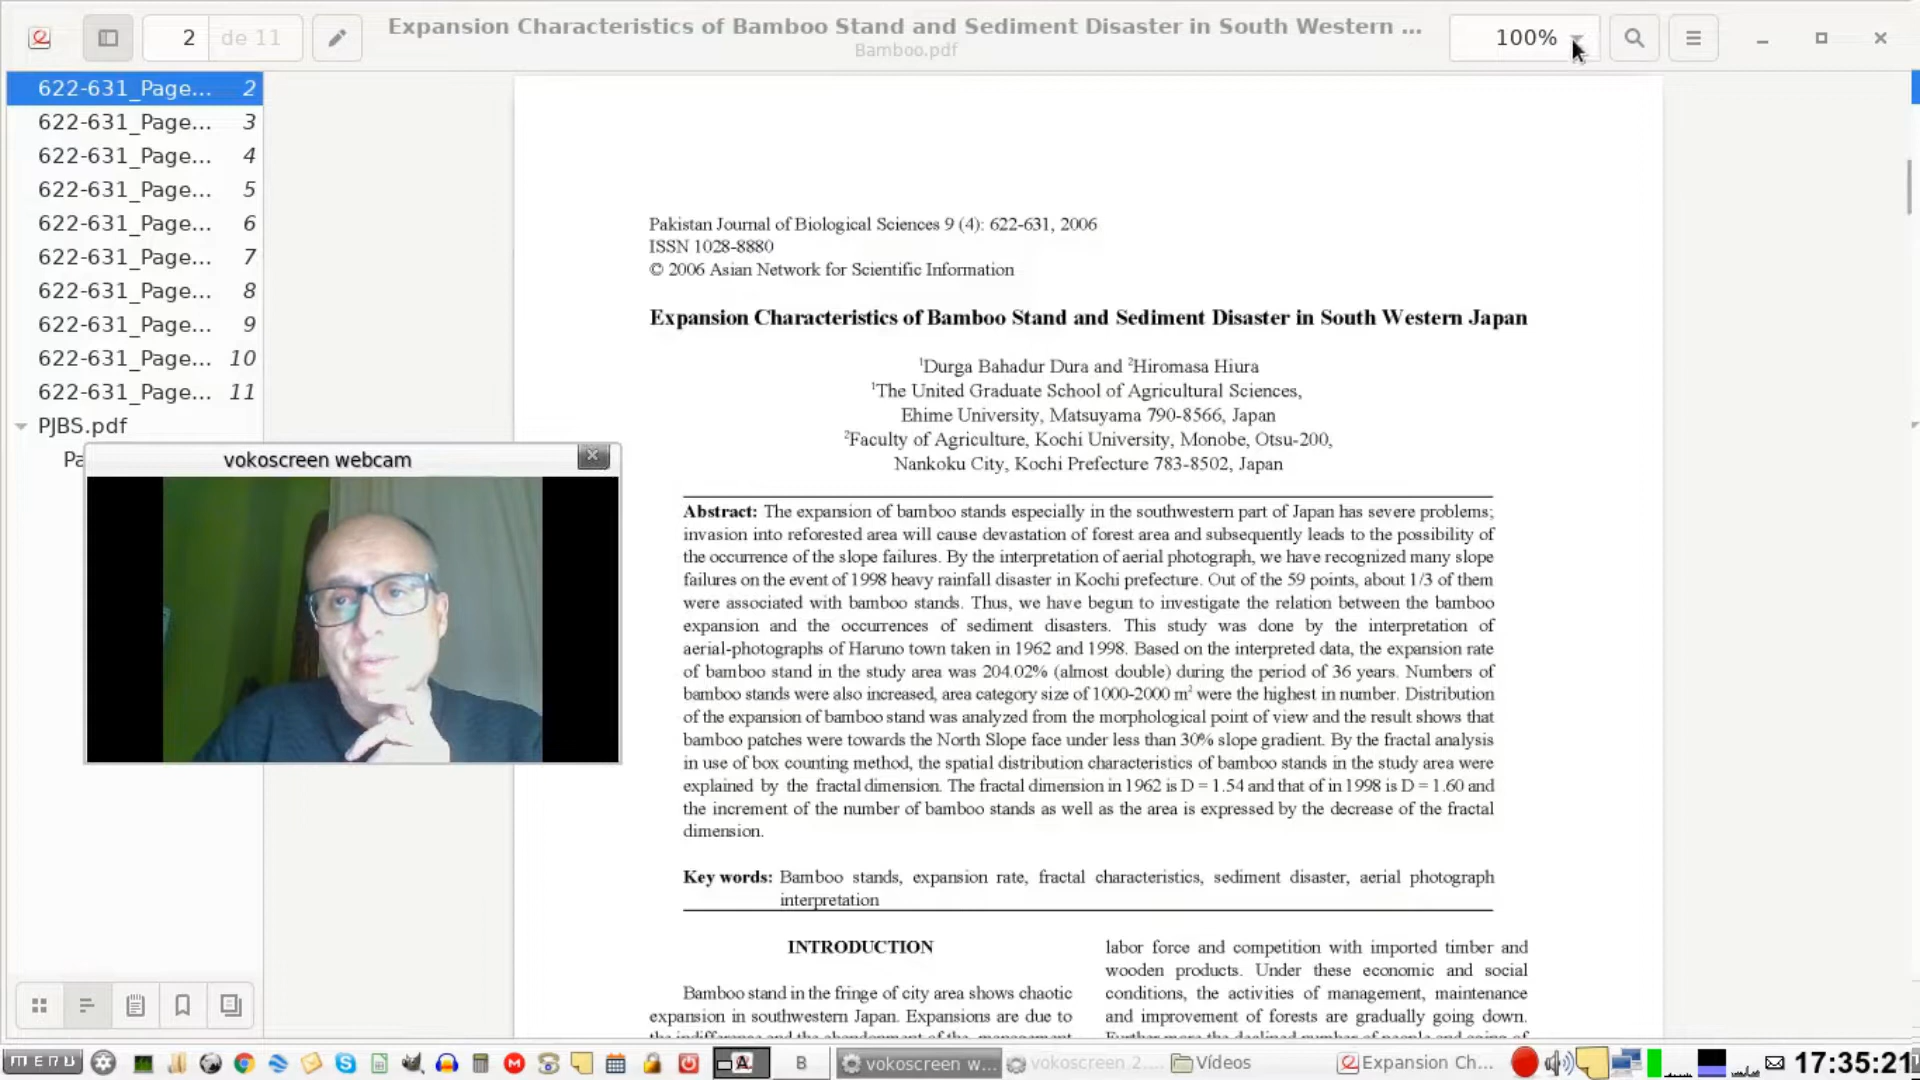 2 de 11
Expansion Characteristics of Bamboo Stand and Sediment Disaster in South Western ...
Bamboo.pdf
100%
622-631_Page... 2
622-631_Page... 3
622-631_Page... 4
622-631_Page... 5
622-631_Page... 6
622-631_Page... 7
622-631_Page... 8
622-631_Page... 9
622-631_Page... 10
622-631_Page... 11
PJBS.pdf
Pa
vokoscreen webcam
Pakistan Journal of Biological Sciences 9 (4): 622-631, 2006
ISSN 1028-8880
© 2006 Asian Network for Scientific Information
Expansion Characteristics of Bamboo Stand and Sediment Disaster in South Western Japan
¹Durga Bahadur Dura and ²Hiromasa Hiura
¹The United Graduate School of Agricultural Sciences,
Ehime University, Matsuyama 790-8566, Japan
²Faculty of Agriculture, Kochi University, Monobe, Otsu-200,
Nankoku City, Kochi Prefecture 783-8502, Japan
Abstract: The expansion of bamboo stands especially in the southwestern part of Japan has severe problems;
invasion into reforested area will cause devastation of forest area and subsequently leads to the possibility of
the occurrence of the slope failures. By the interpretation of aerial photograph, we have recognized many slope
failures on the event of 1998 heavy rainfall disaster in Kochi prefecture. Out of the 59 points, about 1/3 of them
were associated with bamboo stands. Thus, we have begun to investigate the relation between the bamboo
expansion and the occurrences of sediment disasters. This study was done by the interpretation of
aerial-photographs of Haruno town taken in 1962 and 1998. Based on the interpreted data, the expansion rate
of bamboo stand in the study area was 204.02% (almost double) during the period of 36 years. Numbers of
bamboo stands were also increased, area category size of 1000-2000 m² were the highest in number. Distribution
of the expansion of bamboo stand was analyzed from the morphological point of view and the result shows that
bamboo patches were towards the North Slope face under less than 30% slope gradient. By the fractal analysis
in use of box counting method, the spatial distribution characteristics of bamboo stands in the study area were
explained by the fractal dimension. The fractal dimension in 1962 is D = 1.54 and that of in 1998 is D = 1.60 and
the increment of the number of bamboo stands as well as the area is expressed by the decrease of the fractal
dimension.
Key words: Bamboo stands, expansion rate, fractal characteristics, sediment disaster, aerial photograph
interpretation
INTRODUCTION
Bamboo stand in the fringe of city area shows chaotic
expansion in southwestern Japan. Expansions are due to
the indifference and the abandonment of the management
labor force and competition with imported timber and
wooden products. Under these economic and social
conditions, the activities of management, maintenance
and improvement of forests are gradually going down.
Further more the declined number of people and going of
MENU
B
vokoscreen w...
vokoscreen 2....
Vídeos
Expansion Ch...
17:35:21